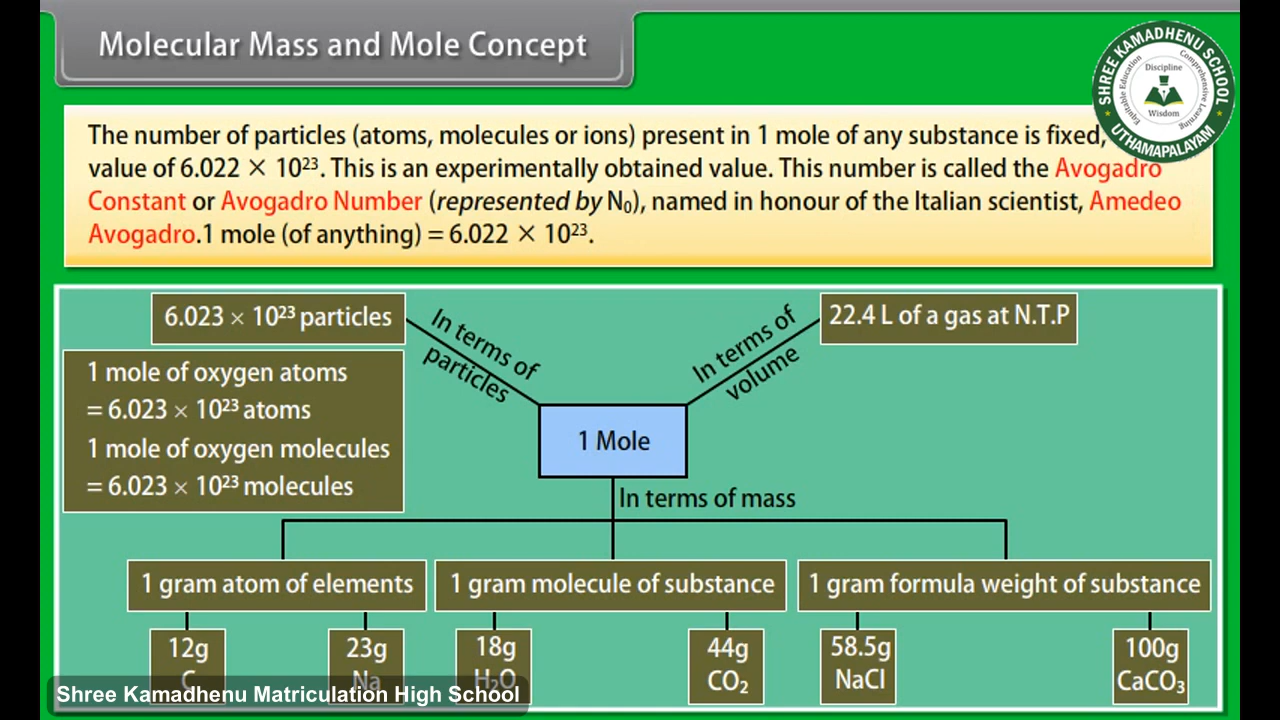 Molecular Mass and Mole Concept
SHREE KAMADHENU SCHOOL
Equitable Education
Discipline
Comprehensive Learning
Wisdom
UTHAMAPALAYAM
The number of particles (atoms, molecules or ions) present in 1 mole of any substance is fixed,
value of 6.022 × 10²³. This is an experimentally obtained value. This number is called the Avogadro
Constant or Avogadro Number (represented by N₀), named in honour of the Italian scientist, Amedeo
Avogadro.1 mole (of anything) = 6.022 × 10²³.
6.023 × 10²³ particles
In terms of
particles
In terms of
volume
22.4 L of a gas at N.T.P
1 mole of oxygen atoms
= 6.023 × 10²³ atoms
1 mole of oxygen molecules
= 6.023 × 10²³ molecules
1 Mole
In terms of mass
1 gram atom of elements
1 gram molecule of substance
1 gram formula weight of substance
12g
C
23g
Na
18g
H₂O
44g
CO₂
58.5g
NaCl
100g
CaCO₃
Shree Kamadhenu Matriculation High School